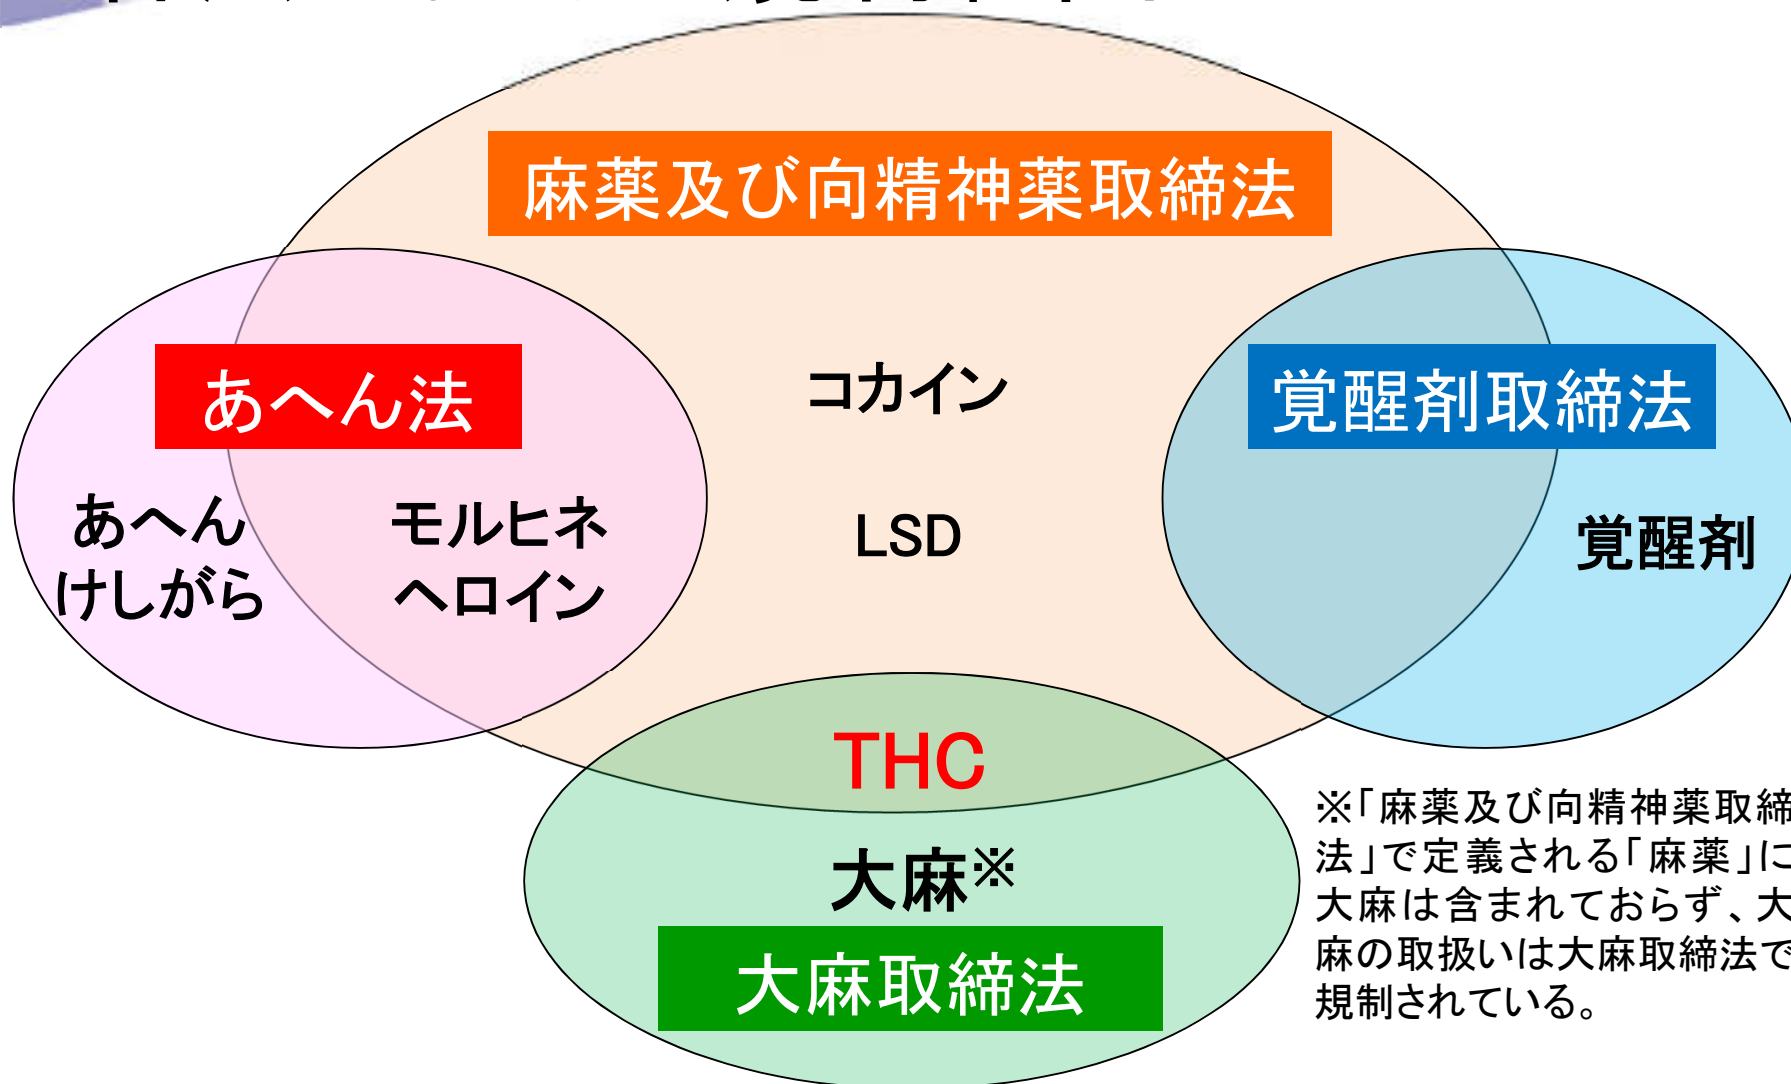 麻薬及び向精神薬取締法
あへん法
コカイン
覚醒剤取締法
あへん
けしがら
モルヒネ
ヘロイン
LSD
覚醒剤
THC
大麻※
大麻取締法
※「麻薬及び向精神薬取締
法」で定義される「麻薬」に
大麻は含まれておらず、大
麻の取扱いは大麻取締法で
規制されている。